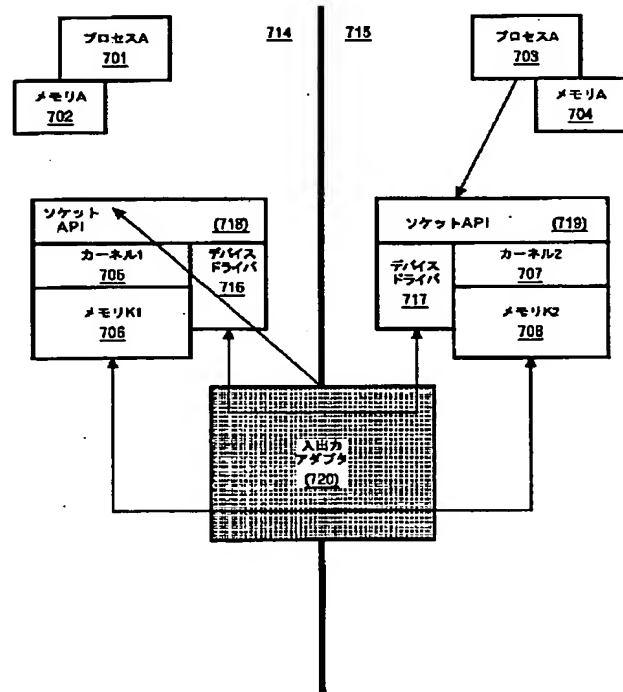 714
715
プロセスA
701
メモリA
702
プロセスA
703
メモリA
704
ソケット
API
(718)
カーネル1
705
メモリK1
706
デバイス
ドライバ
716
ソケットAPI
(719)
デバイス
ドライバ
717
カーネル2
707
メモリK2
708
入出力
アダプタ
(720)